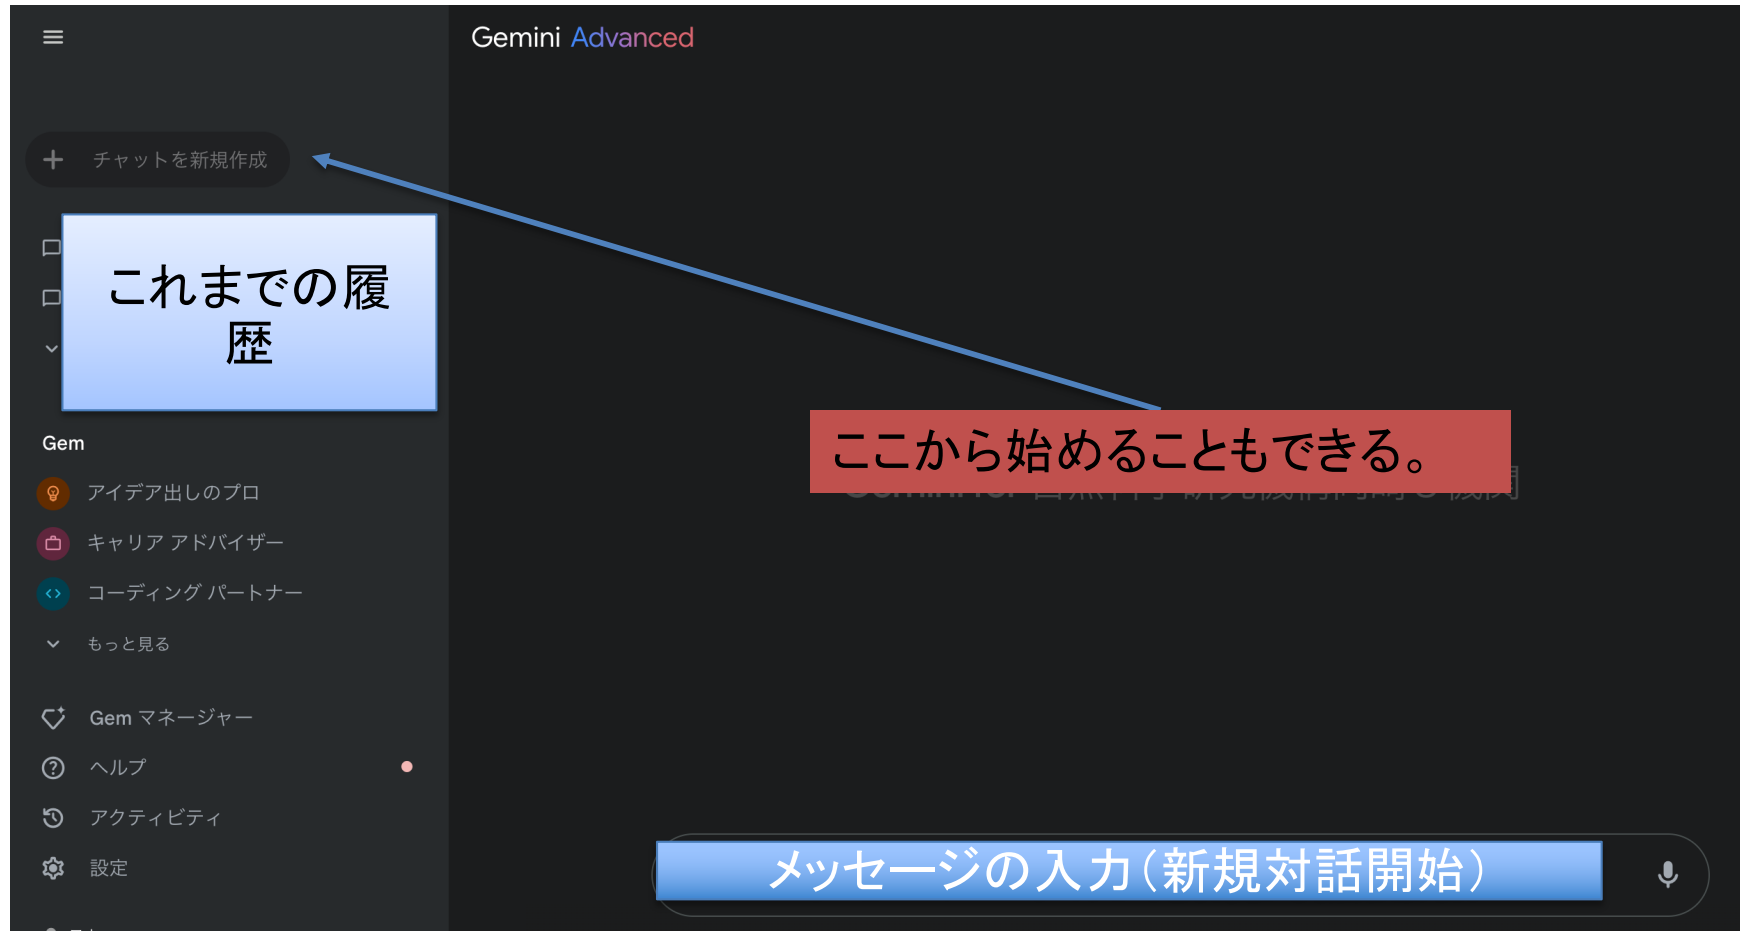 Gemini Advanced
チャットを新規作成
これまでの履
歴
ここから始めることもできる。
Gem
アイデア出しのプロ
キャリア アドバイザー
コーディング パートナー
もっと見る
Gem マネージャー
ヘルプ
アクティビティ
設定
メッセージの入力（新規対話開始）